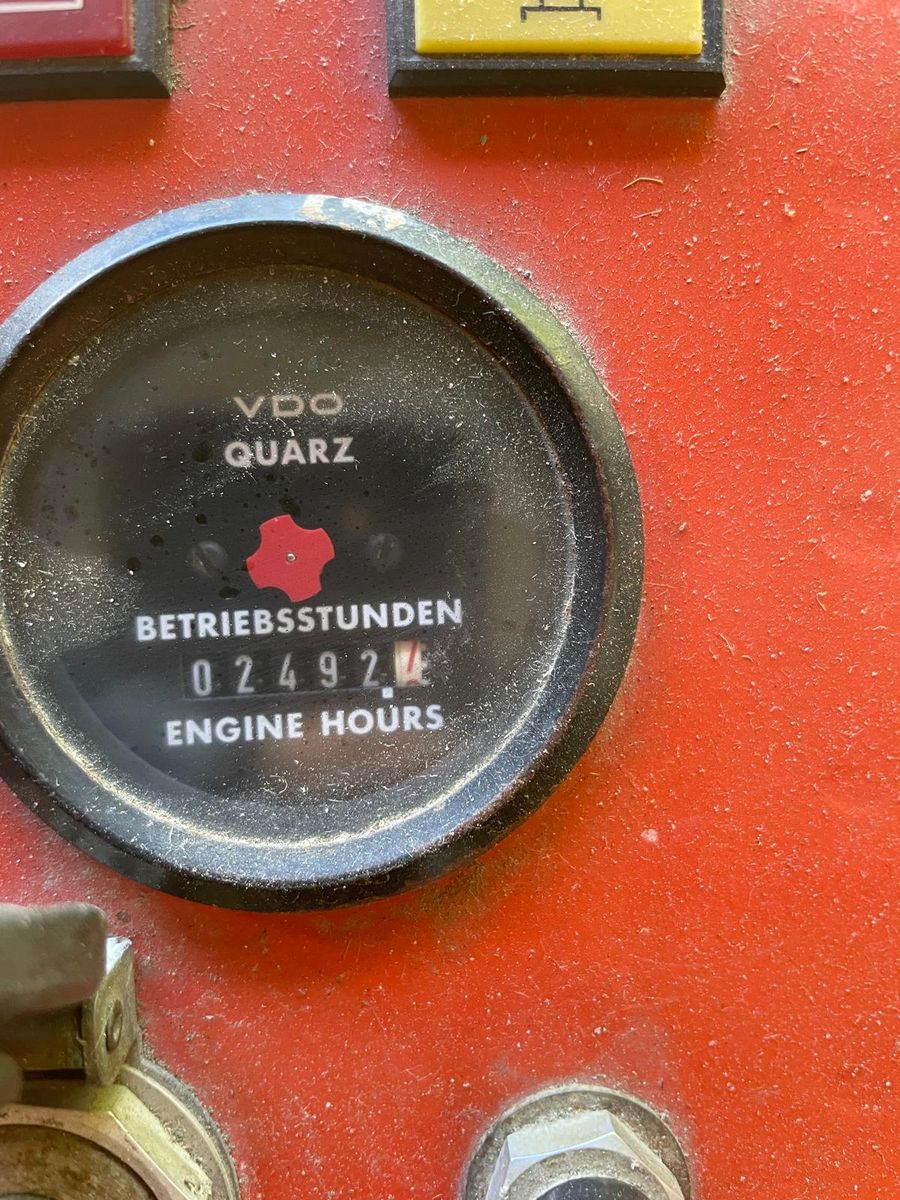 VDO
QUARZ
BETRIEBSSTUNDEN
02492
ENGINE HOURS